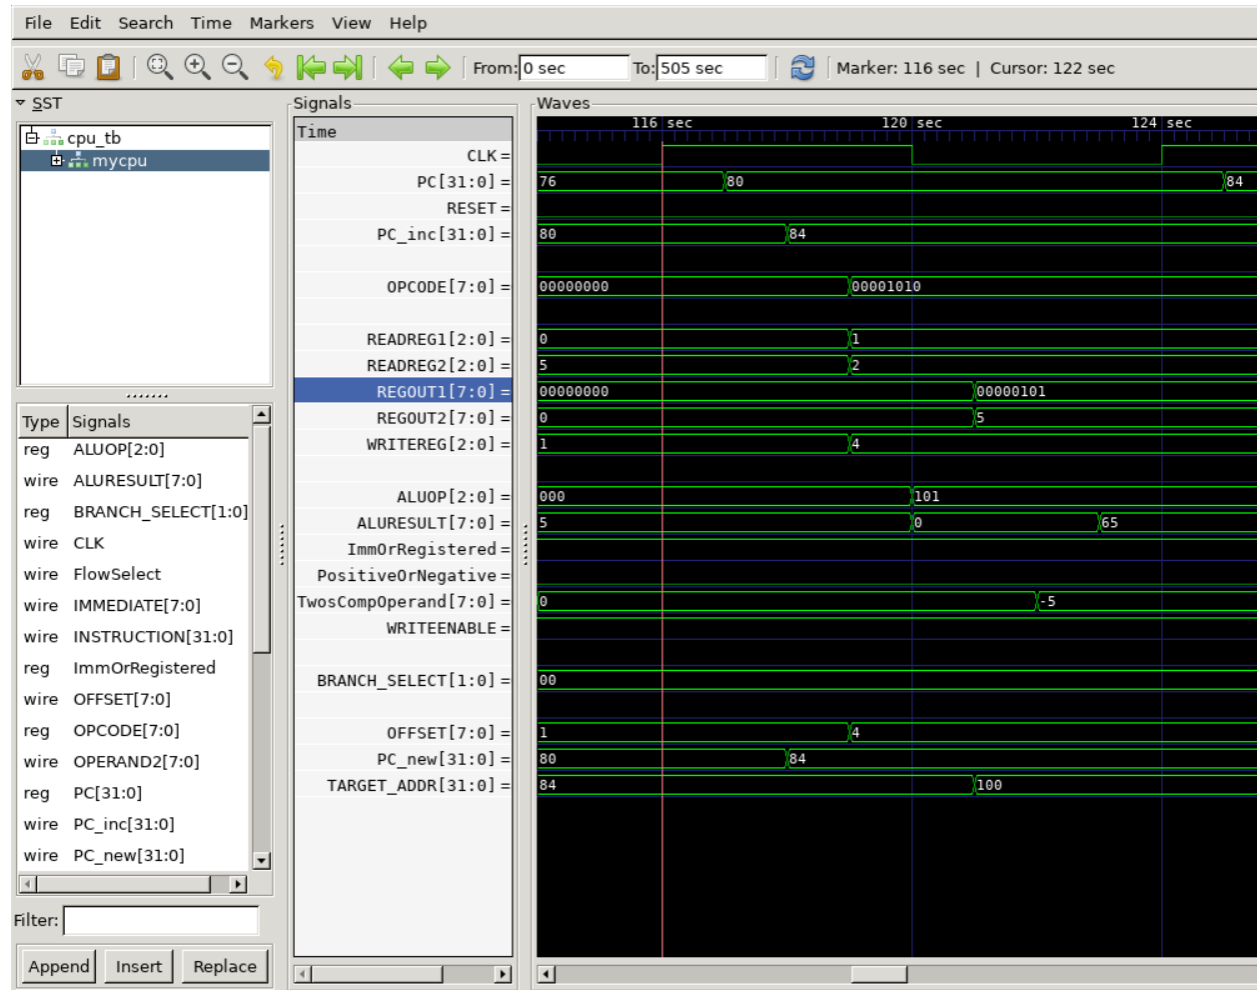 File Edit Search Time Markers View Help
From: 0 sec To: 505 sec Marker: 116 sec | Cursor: 122 sec
SST
cpu_tb
mycpu
Type Signals
reg ALUOP[2:0]
wire ALURESULT[7:0]
reg BRANCH_SELECT[1:0]
wire CLK
wire FlowSelect
wire IMMEDIATE[7:0]
wire INSTRUCTION[31:0]
reg ImmOrRegistered
wire OFFSET[7:0]
reg OPCODE[7:0]
wire OPERAND2[7:0]
reg PC[31:0]
wire PC_inc[31:0]
wire PC_new[31:0]
Filter:
Append Insert Replace
Signals
Waves
Time 116 sec 120 sec 124 sec
CLK =
PC[31:0] = 76 80 84
RESET =
PC_inc[31:0] = 80 84
OPCODE[7:0] = 00000000 00001010
READREG1[2:0] = 0 1
READREG2[2:0] = 5 2
REGOUT1[7:0] = 00000000 00000101
REGOUT2[7:0] = 0 5
WRITEREG[2:0] = 1 4
ALUOP[2:0] = 000 101
ALURESULT[7:0] = 5 0 65
ImmOrRegistered =
PositiveOrNegative =
TwosCompOperand[7:0] = 0 -5
WRITEENABLE =
BRANCH_SELECT[1:0] = 00
OFFSET[7:0] = 1 4
PC_new[31:0] = 80 84
TARGET_ADDR[31:0] = 84 100